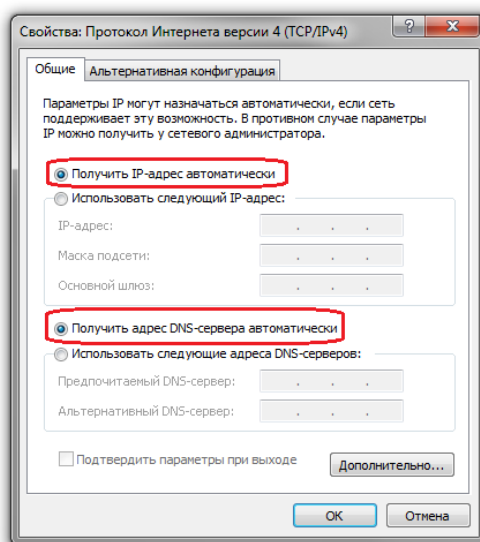 Свойства: Протокол Интернета версии 4 (TCP/IPv4)
Общие Альтернативная конфигурация
Параметры IP могут назначаться автоматически, если сеть
поддерживает эту возможность. В противном случае параметры
IP можно получить у сетевого администратора.
Получить IP-адрес автоматически
Использовать следующий IP-адрес:
IP-адрес:
Маска подсети:
Основной шлюз:
Получить адрес DNS-сервера автоматически
Использовать следующие адреса DNS-серверов:
Предпочитаемый DNS-сервер:
Альтернативный DNS-сервер:
Подтвердить параметры при выходе
Дополнительно...
ОК Отмена